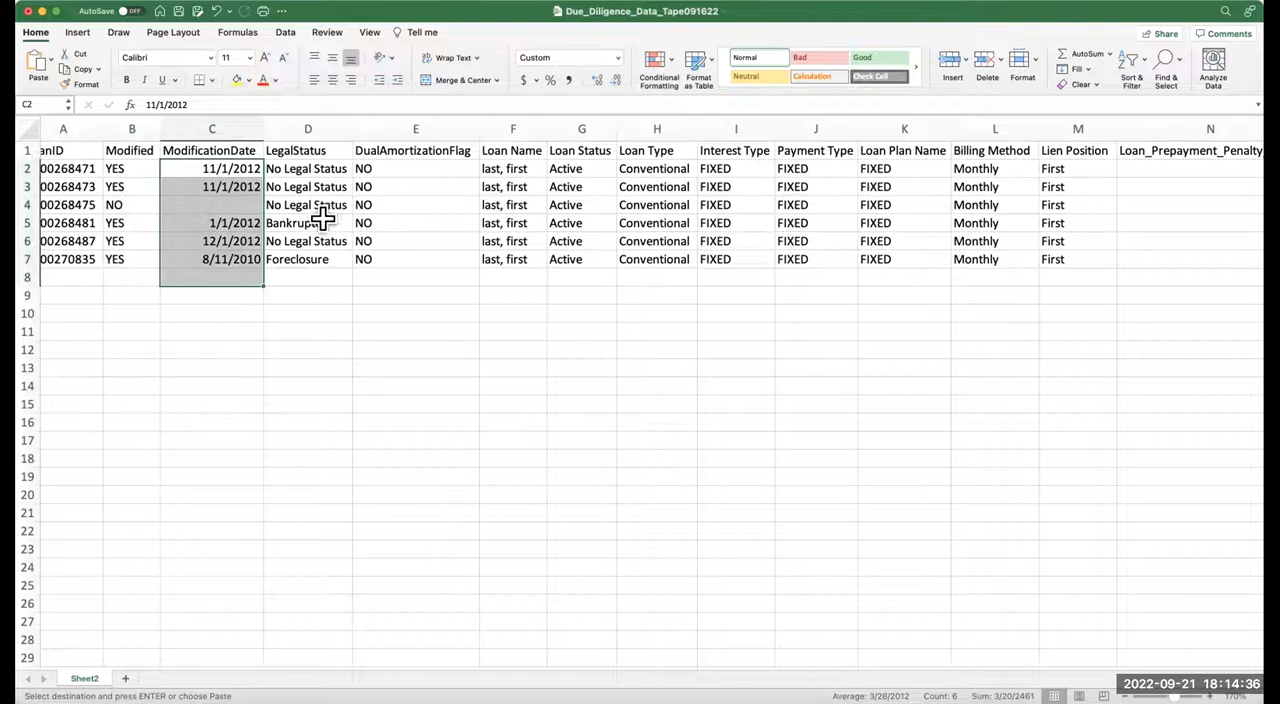 AutoSave OFF Due_Diligence_Data_Tape091622
Home Insert Draw Page Layout Formulas Data Review View Tell me Share Comments
Paste Cut Copy Format Calibri 11 A A Wrap Text Custom Normal Bad Good AutoSum
B I U A Merge & Center $ % Conditional Formatting Format as Table Neutral Calculation Check Cell Insert Delete Format Fill Clear Sort & Filter Find & Select Analyze Data
C2 fx 11/1/2012
A B C D E F G H I J K L M N
1 anID Modified ModificationDate LegalStatus DualAmortizationFlag Loan Name Loan Status Loan Type Interest Type Payment Type Loan Plan Name Billing Method Lien Position Loan_Prepayment_Penalty_
2 00268471 YES 11/1/2012 No Legal Status NO last, first Active Conventional FIXED FIXED FIXED Monthly First
3 00268473 YES 11/1/2012 No Legal Status NO last, first Active Conventional FIXED FIXED FIXED Monthly First
4 00268475 NO No Legal Status NO last, first Active Conventional FIXED FIXED FIXED Monthly First
5 00268481 YES 1/1/2012 NO last, first Active Conventional FIXED FIXED FIXED Monthly First
6 00268487 YES 12/1/2012 No Legal Status NO last, first Active Conventional FIXED FIXED FIXED Monthly First
7 00270835 YES 8/11/2010 Foreclosure NO last, first Active Conventional FIXED FIXED FIXED Monthly First
8
9
10
11
12
13
14
15
16
17
18
19
20
21
22
23
24
25
26
27
28
29
Sheet2
2022-09-21 18:14:36
Select destination and press ENTER or choose Paste Average: 3/28/2012 Count: 6 Sum: 3/20/2461 170%